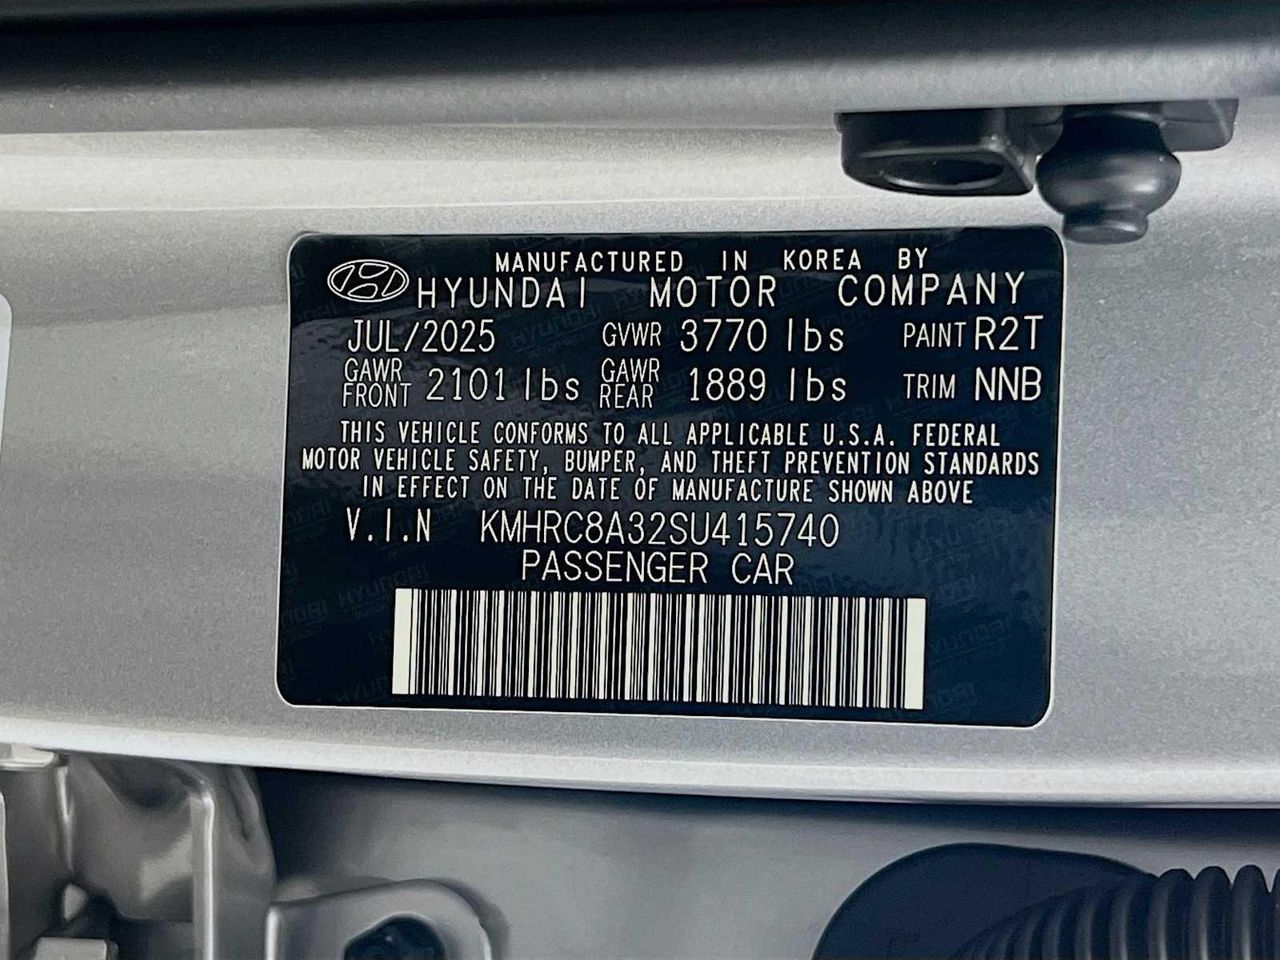 MANUFACTURED IN KOREA BY
HYUNDAI MOTOR COMPANY
JUL/2025 GVWR 3770 lbs PAINT R2T
GAWR FRONT 2101 lbs GAWR REAR 1889 lbs TRIM NNB
THIS VEHICLE CONFORMS TO ALL APPLICABLE U.S.A. FEDERAL
MOTOR VEHICLE SAFETY, BUMPER, AND THEFT PREVENTION STANDARDS
IN EFFECT ON THE DATE OF MANUFACTURE SHOWN ABOVE
V.I.N KMHRC8A32SU415740
PASSENGER CAR